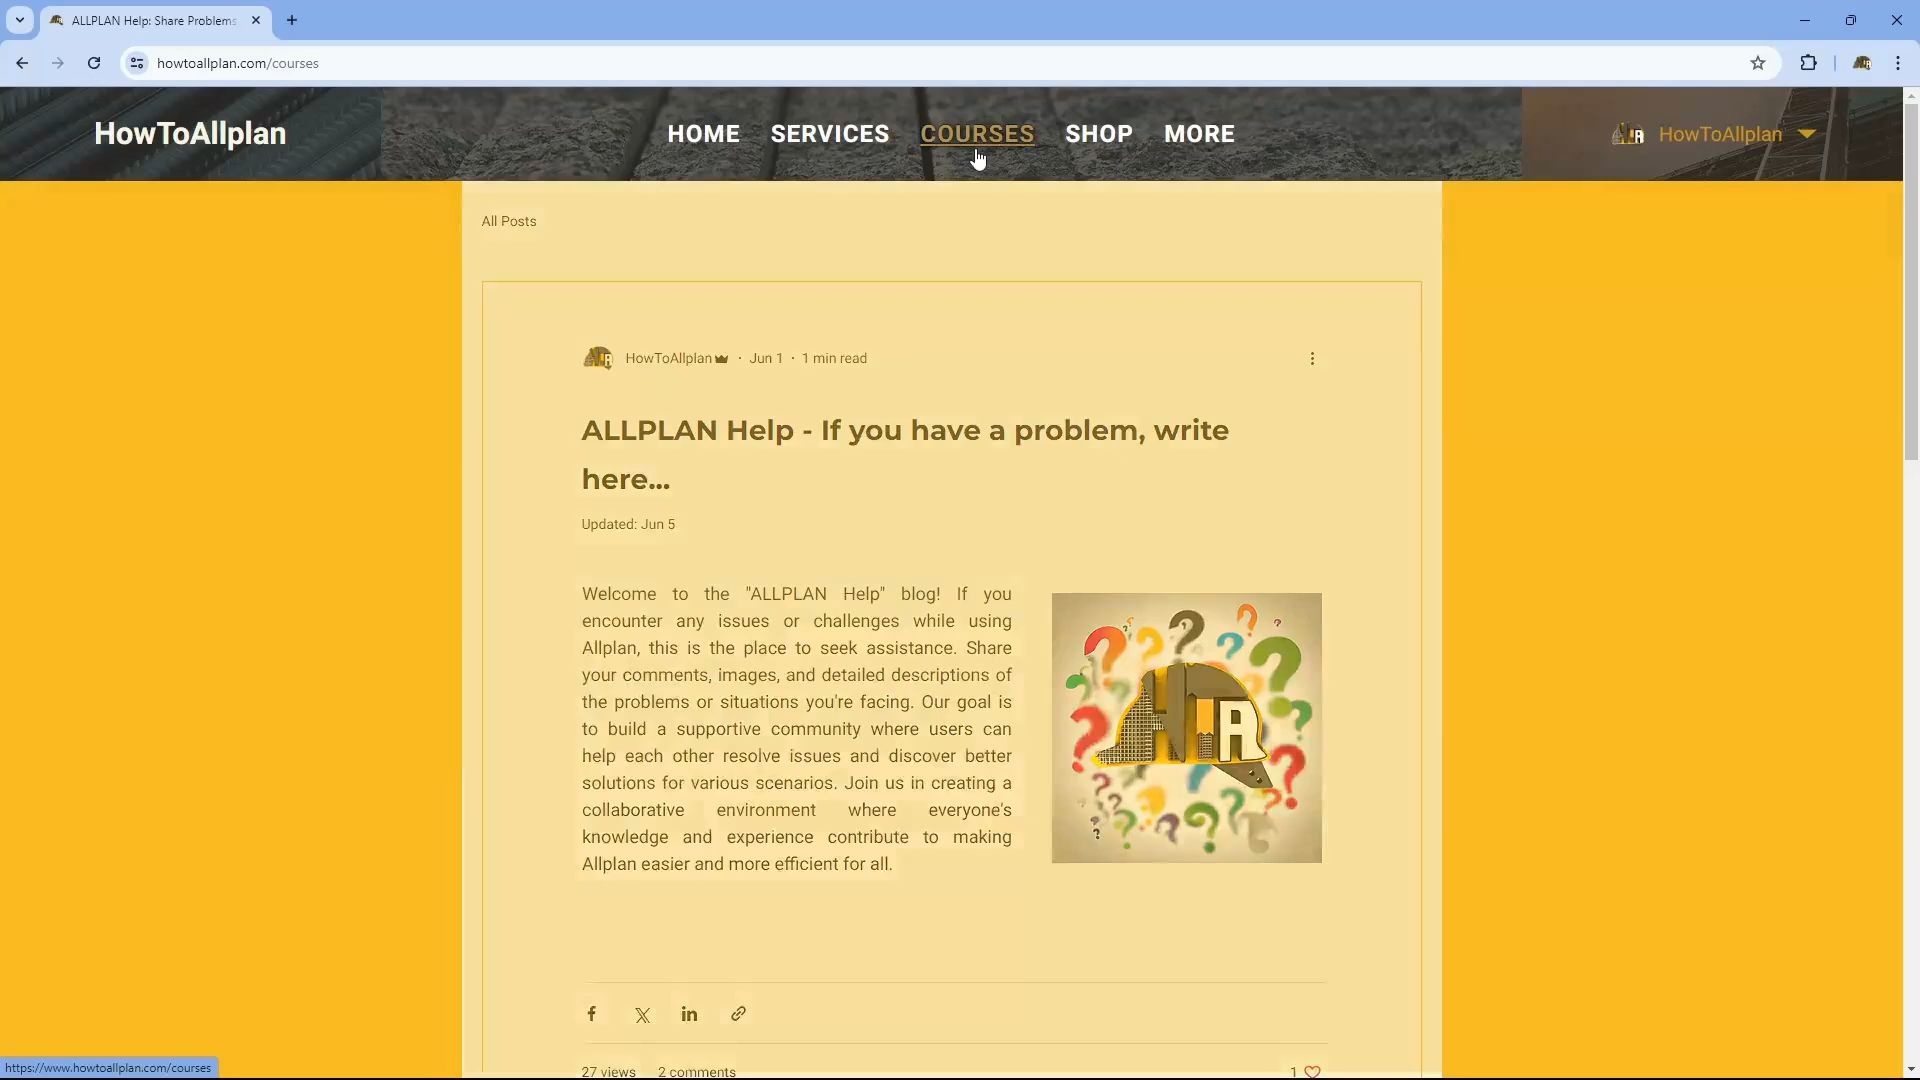 ALLPLAN Help: Share Problems
howtoallplan.com/courses
HowToAllplan
HOME SERVICES COURSES SHOP MORE
HowToAllplan
All Posts
HowToAllplan · Jun 1 · 1 min read
ALLPLAN Help - If you have a problem, write
here...
Updated: Jun 5
Welcome to the "ALLPLAN Help" blog! If you
encounter any issues or challenges while using
Allplan, this is the place to seek assistance. Share
your comments, images, and detailed descriptions of
the problems or situations you're facing. Our goal is
to build a supportive community where users can
help each other resolve issues and discover better
solutions for various scenarios. Join us in creating a
collaborative environment where everyone's
knowledge and experience contribute to making
Allplan easier and more efficient for all.
HTA
27 views 2 comments 1
https://www.howtoallplan.com/courses